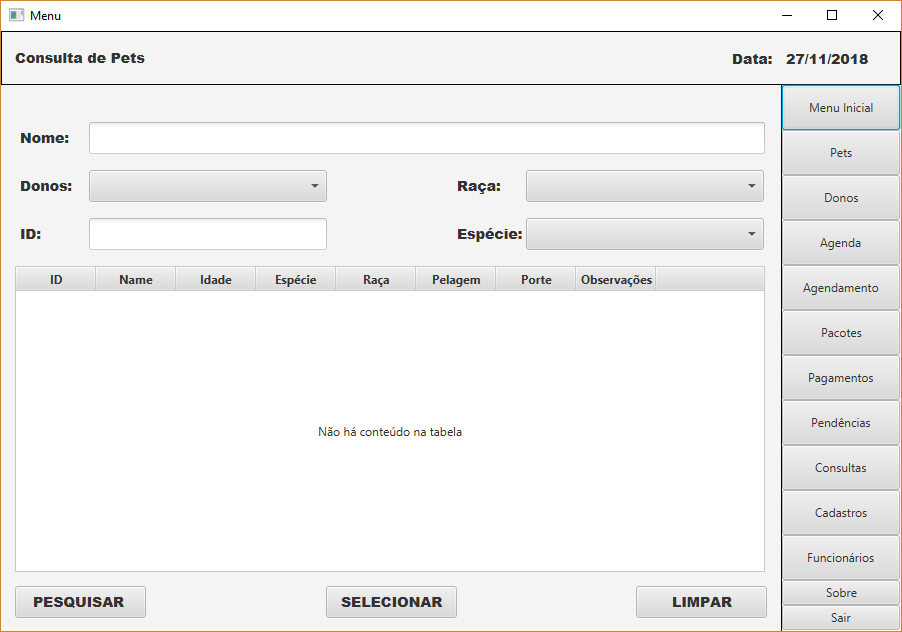 Menu
Consulta de Pets
Data: 27/11/2018
Nome:
Donos:
Raça:
ID:
Espécie:
ID Name Idade Espécie Raça Pelagem Porte Observações
Não há conteúdo na tabela
PESQUISAR
SELECIONAR
LIMPAR
Menu Inicial
Pets
Donos
Agenda
Agendamento
Pacotes
Pagamentos
Pendências
Consultas
Cadastros
Funcionários
Sobre
Sair